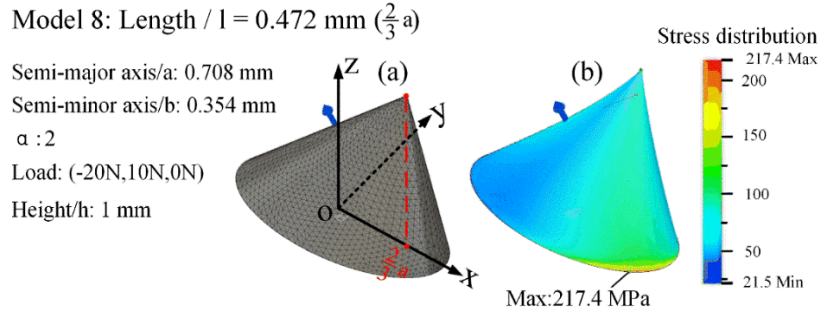 Model 8: Length / l = 0.472 mm (2/3 a)
Semi-major axis/a: 0.708 mm
Semi-minor axis/b: 0.354 mm
α :2
Load: (-20N,10N,0N)
Height/h: 1 mm
(a)
Z
y
O
2/3 a
X
(b)
Max:217.4 MPa
Stress distribution
217.4 Max
200
150
100
50
21.5 Min